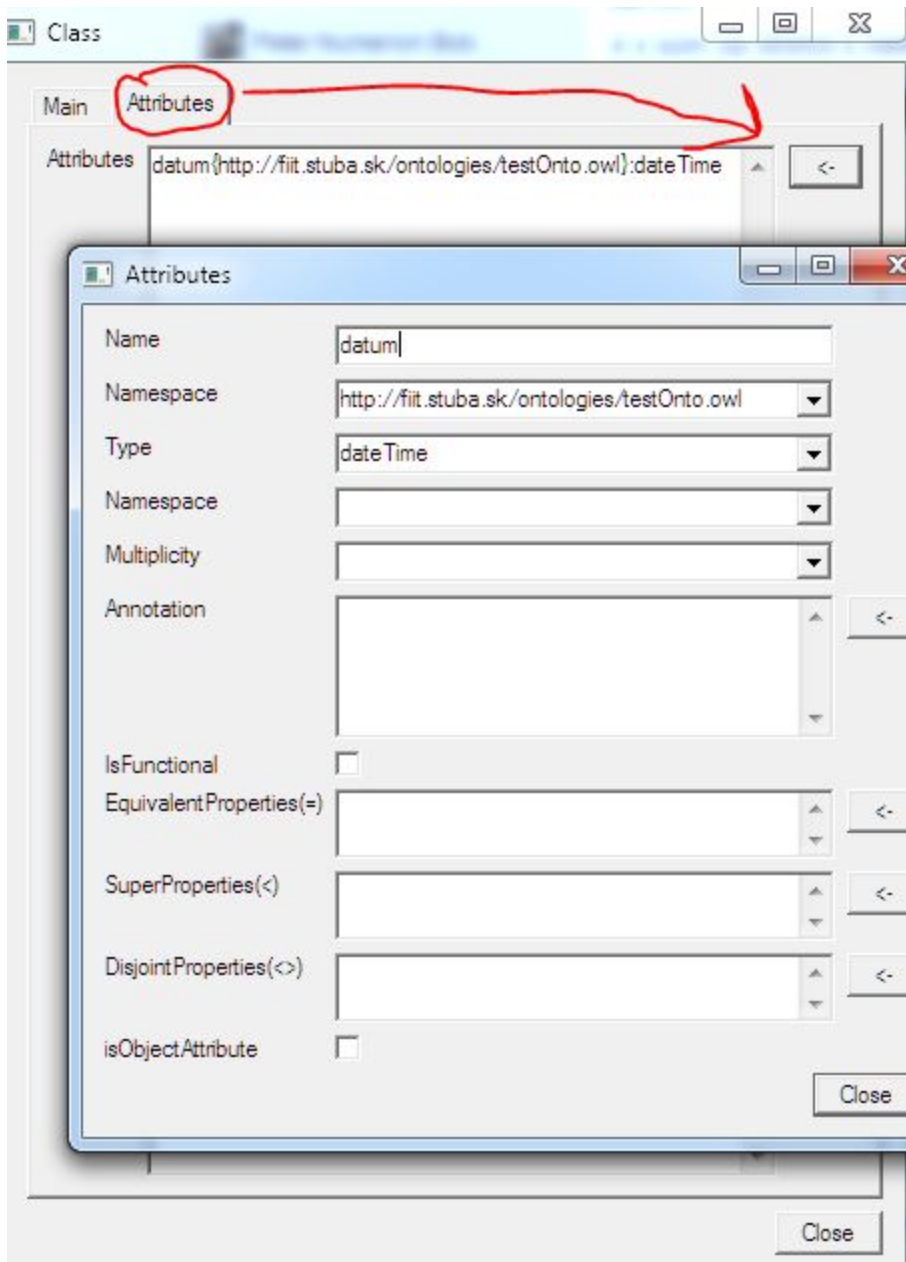 Class
Main Attributes
Attributes datum{http://fiit.stuba.sk/ontologies/testOnto.owl}:dateTime <-
Attributes
Name datum
Namespace http://fiit.stuba.sk/ontologies/testOnto.owl
Type dateTime
Namespace
Multiplicity
Annotation <-
IsFunctional
EquivalentProperties(=) <-
SuperProperties(<) <-
DisjointProperties(<>) <-
isObjectAttribute
Close
Close